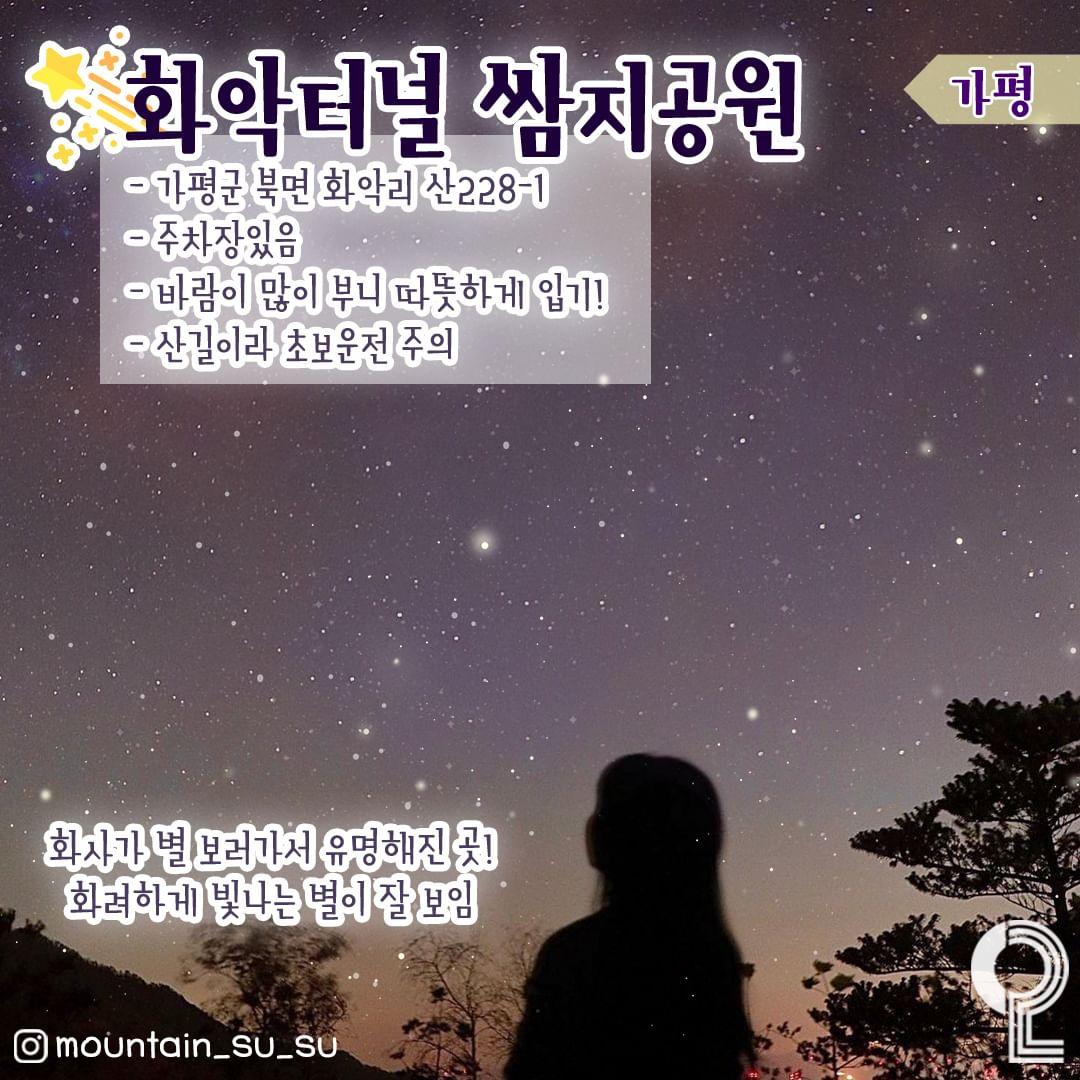 화악터널 쌈지공원
가평
- 가평군 북면 화악리 산228-1
- 주차장있음
- 바람이 많이 부니 따뜻하게 입기!
- 산길이라 초보운전 주의
화사가 별 보러가서 유명해진 곳!
화려하게 빛나는 별이 잘 보임
mountain_su_su